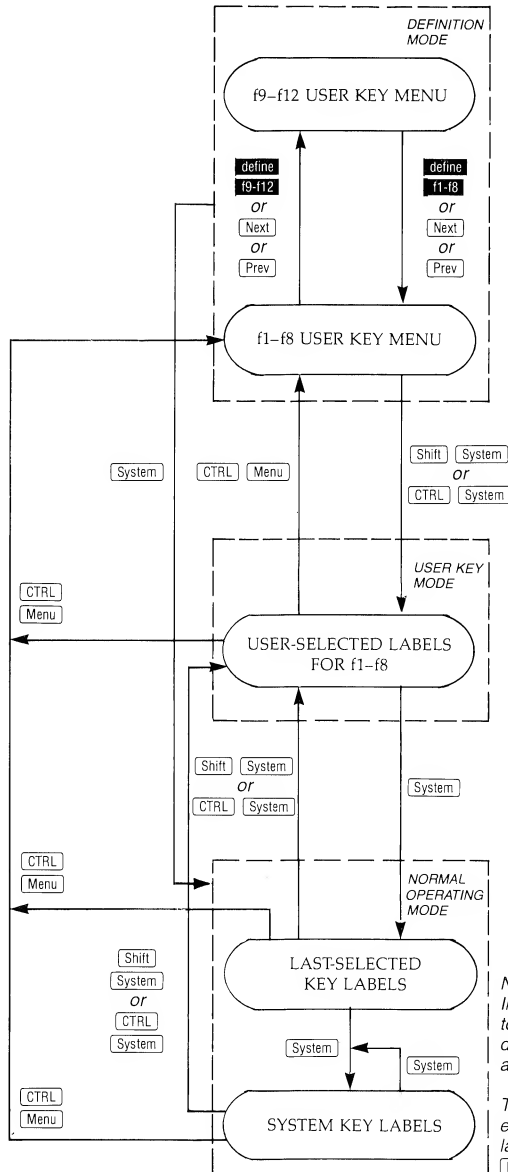 DEFINITION
MODE
f9–f12 USER KEY MENU
define
f9-f12
or
Next
or
Prev
define
f1-f8
or
Next
or
Prev
f1–f8 USER KEY MENU
System
CTRL Menu
Shift System
or
CTRL System
USER KEY
MODE
CTRL
Menu
USER-SELECTED LABELS
FOR f1–f8
Shift System
or
CTRL System
System
CTRL
Menu
NORMAL
OPERATING
MODE
LAST-SELECTED
KEY LABELS
Shift
System
or
CTRL
System
System
System
CTRL
Menu
SYSTEM KEY LABELS